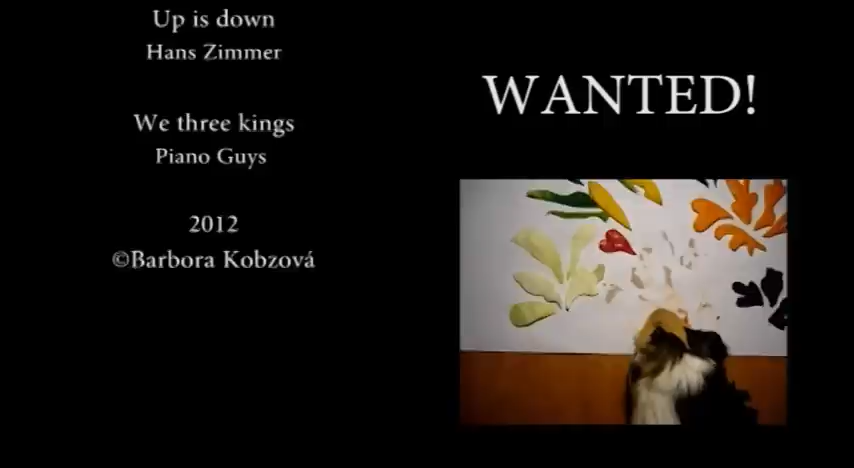 Up is down
Hans Zimmer
We three kings
Piano Guys
2012
©Barbora Kobzová
WANTED!